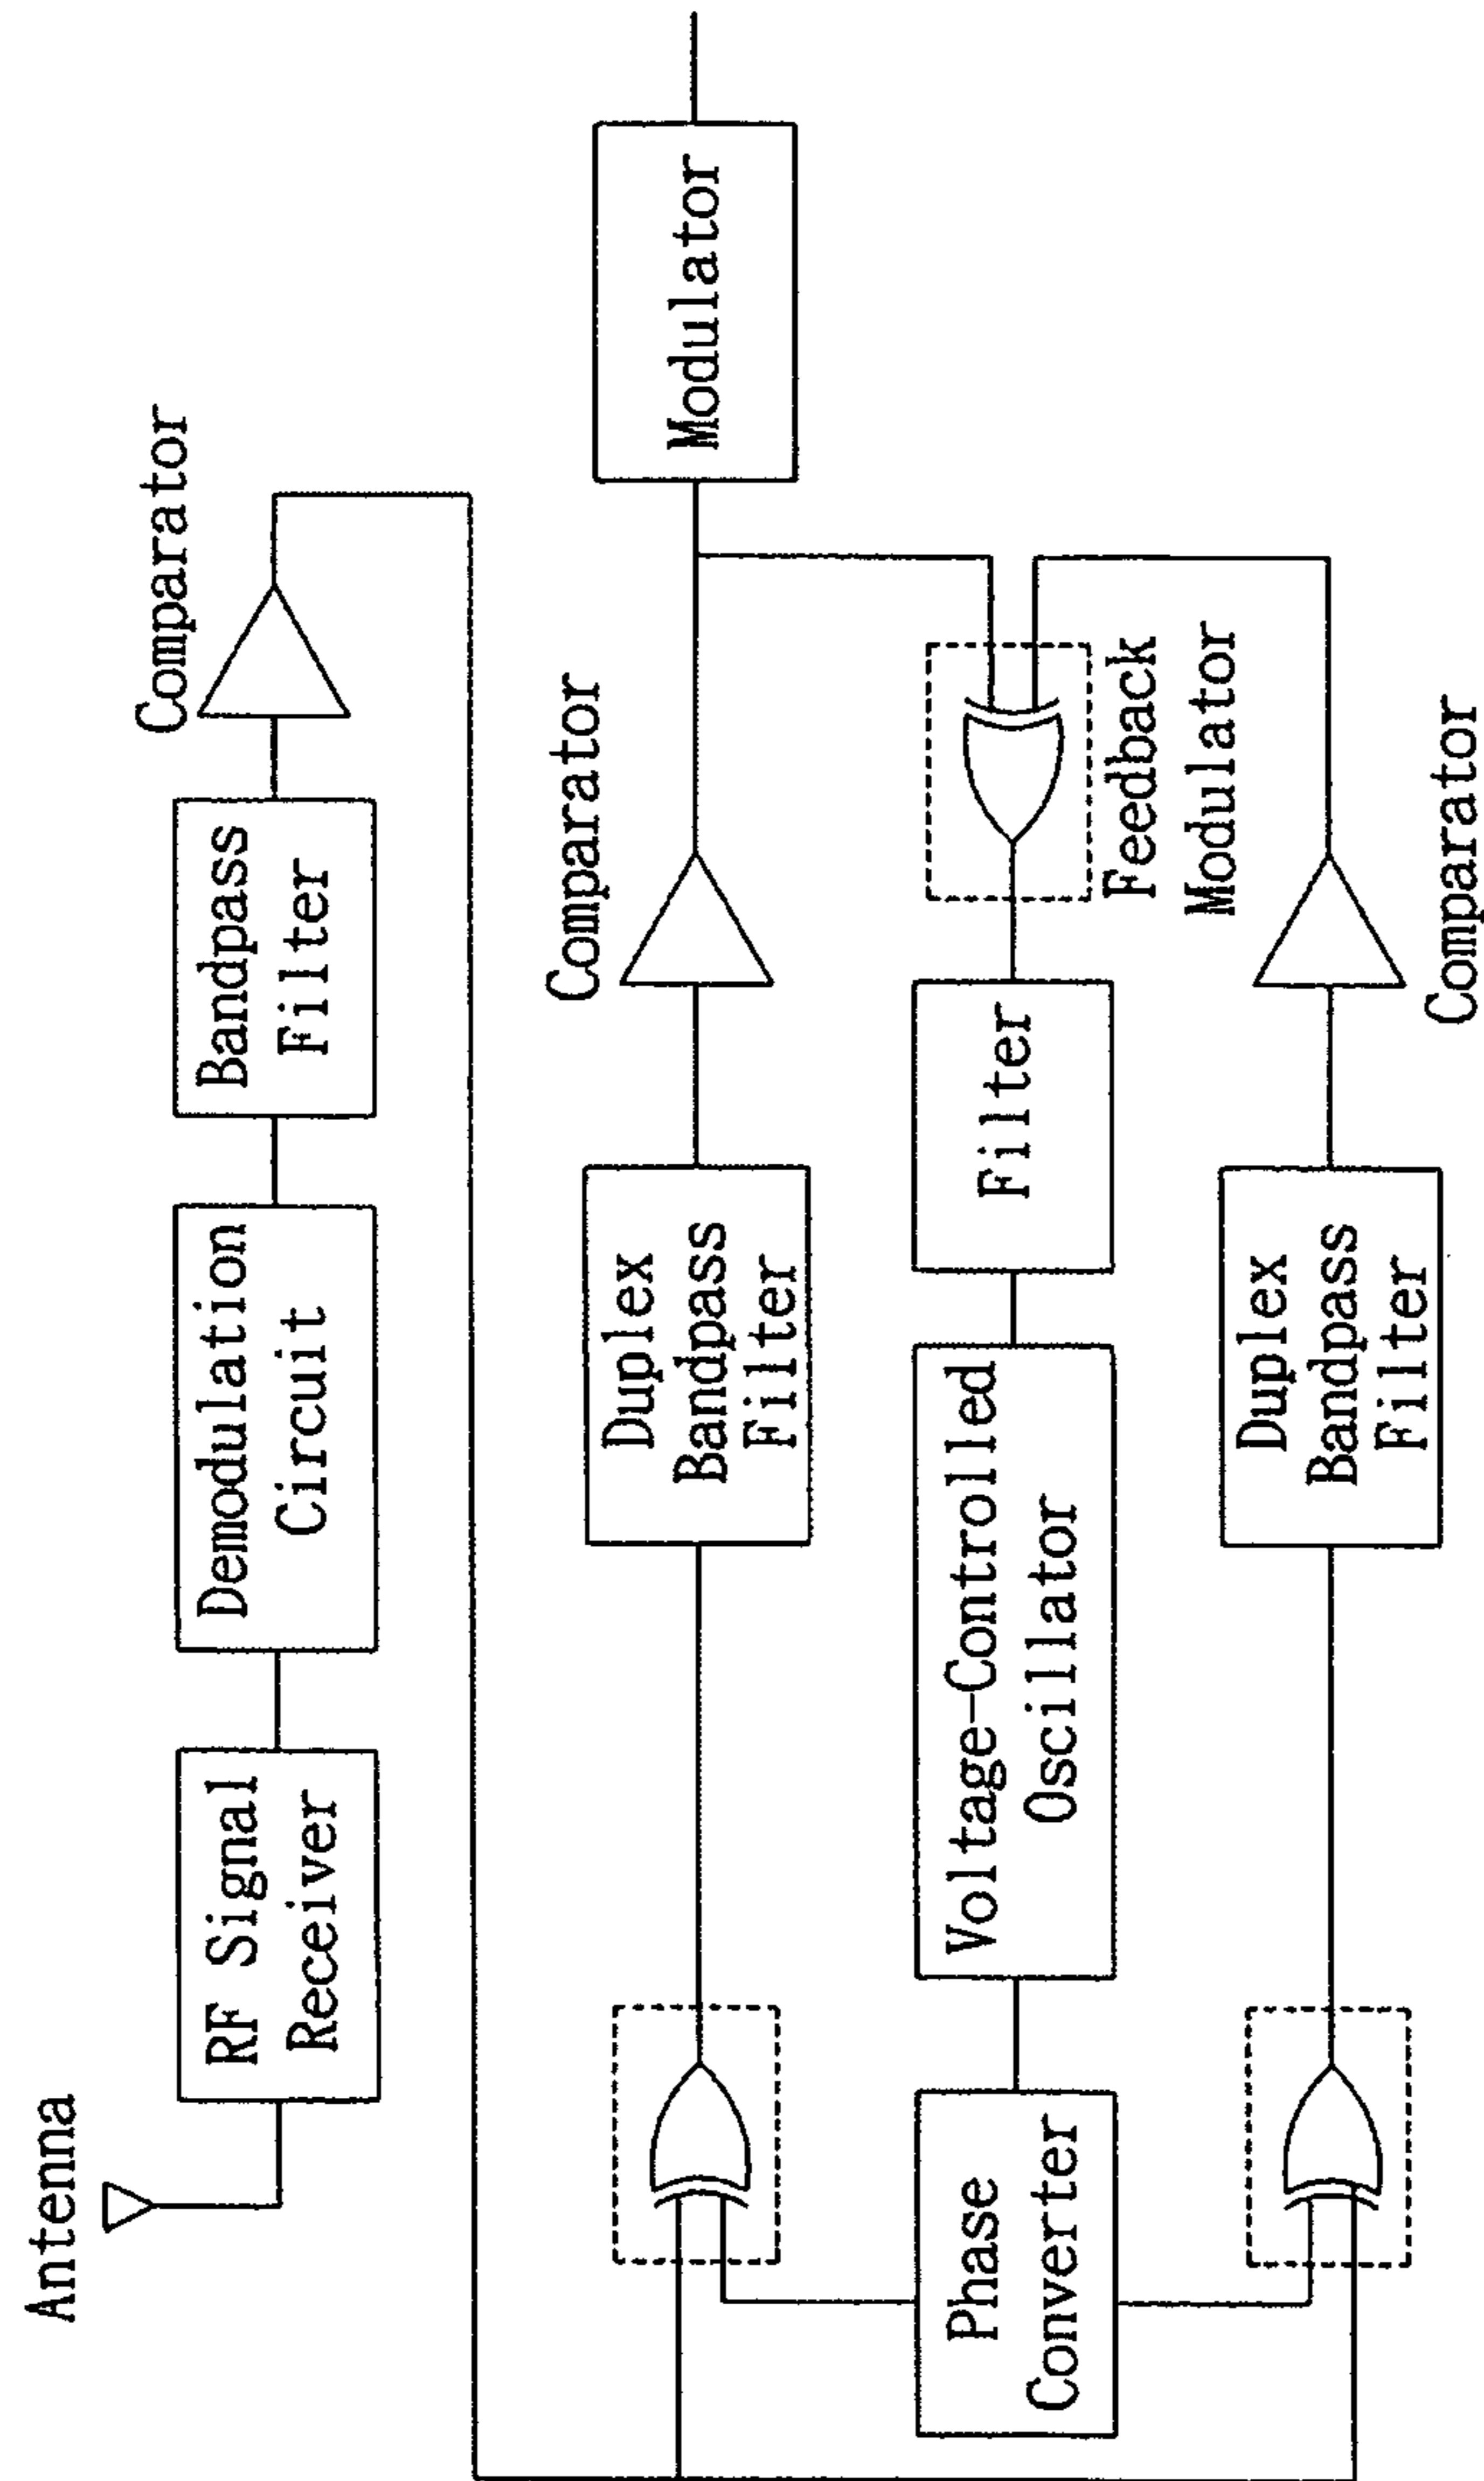 Antenna
RF Signal
Receiver
Demodulation
Circuit
Bandpass
Filter
Comparator
Duplex
Bandpass
Filter
Comparator
Modulator
Phase
Converter
Voltage-Controlled
Oscillator
Filter
Feedback
Modulator
Duplex
Bandpass
Filter
Comparator